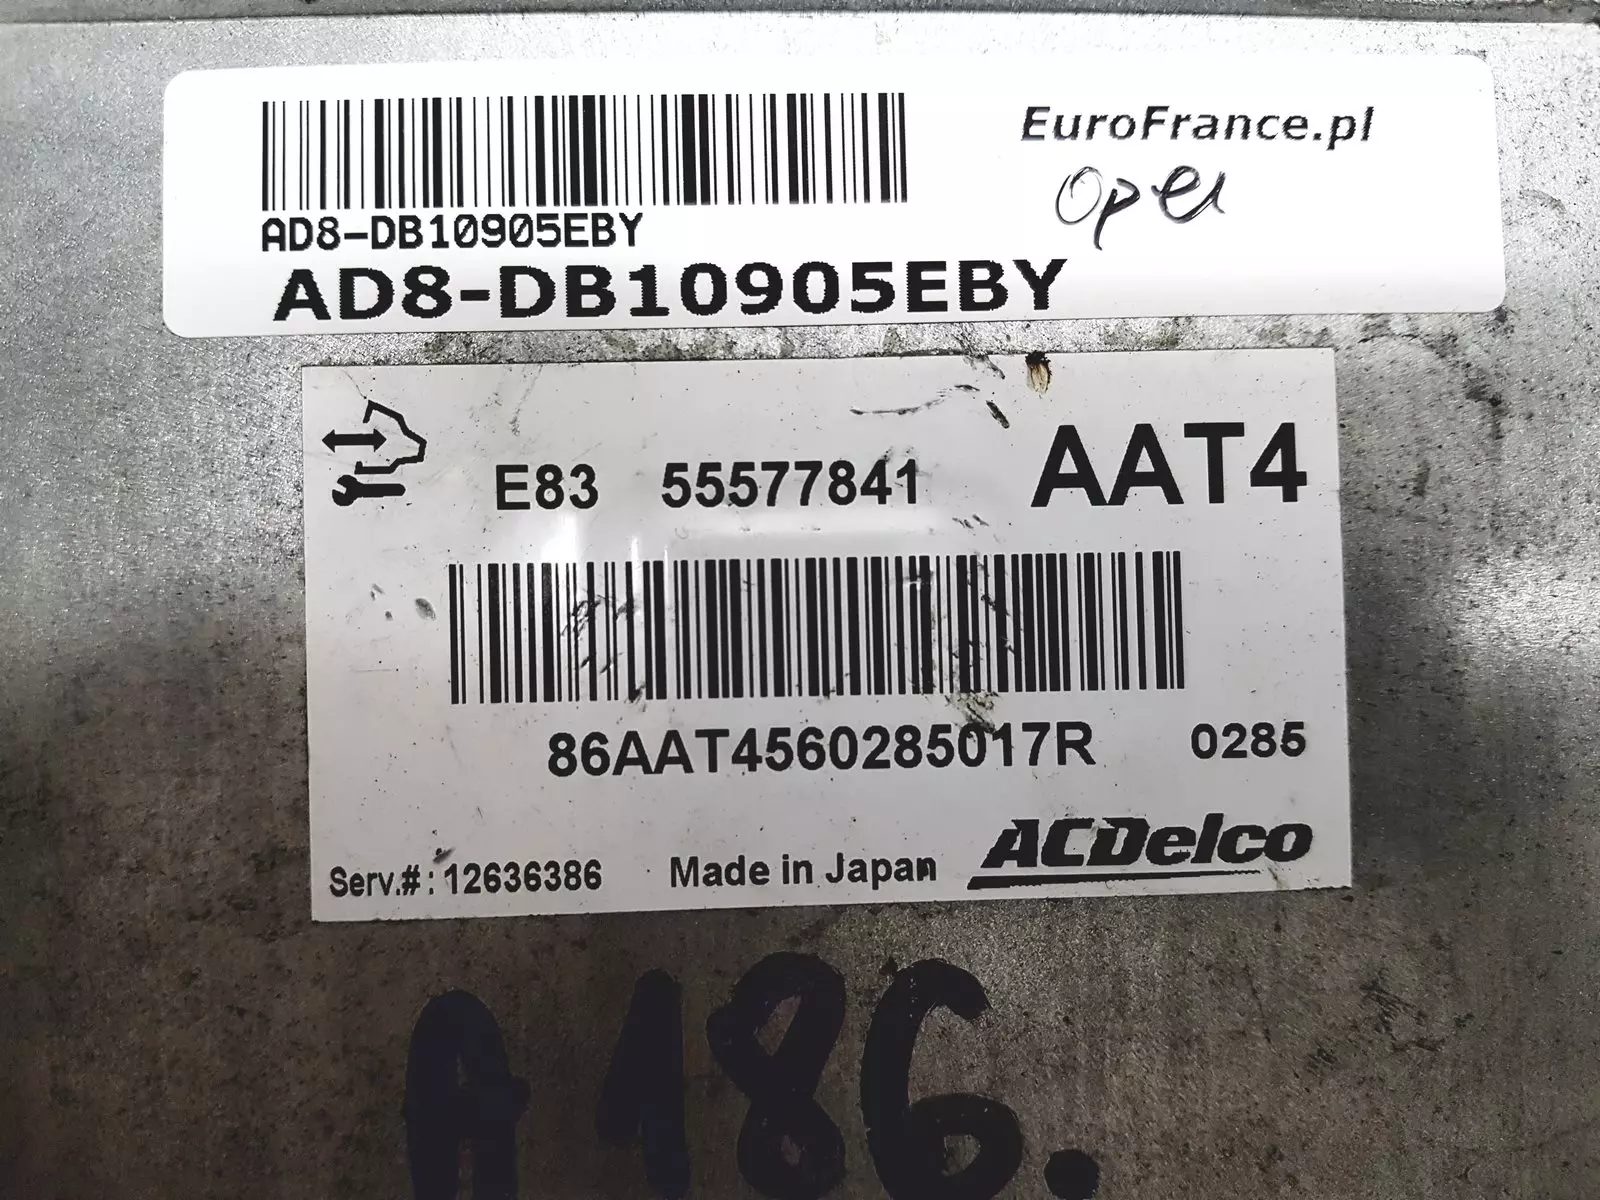 EuroFrance.pl
Opel
AD8-DB10905EBY
AD8-DB10905EBY
E83 55577841 AAT4
86AAT4560285017R 0285
Serv.#: 12636386 Made in Japan ACDelco
A186.